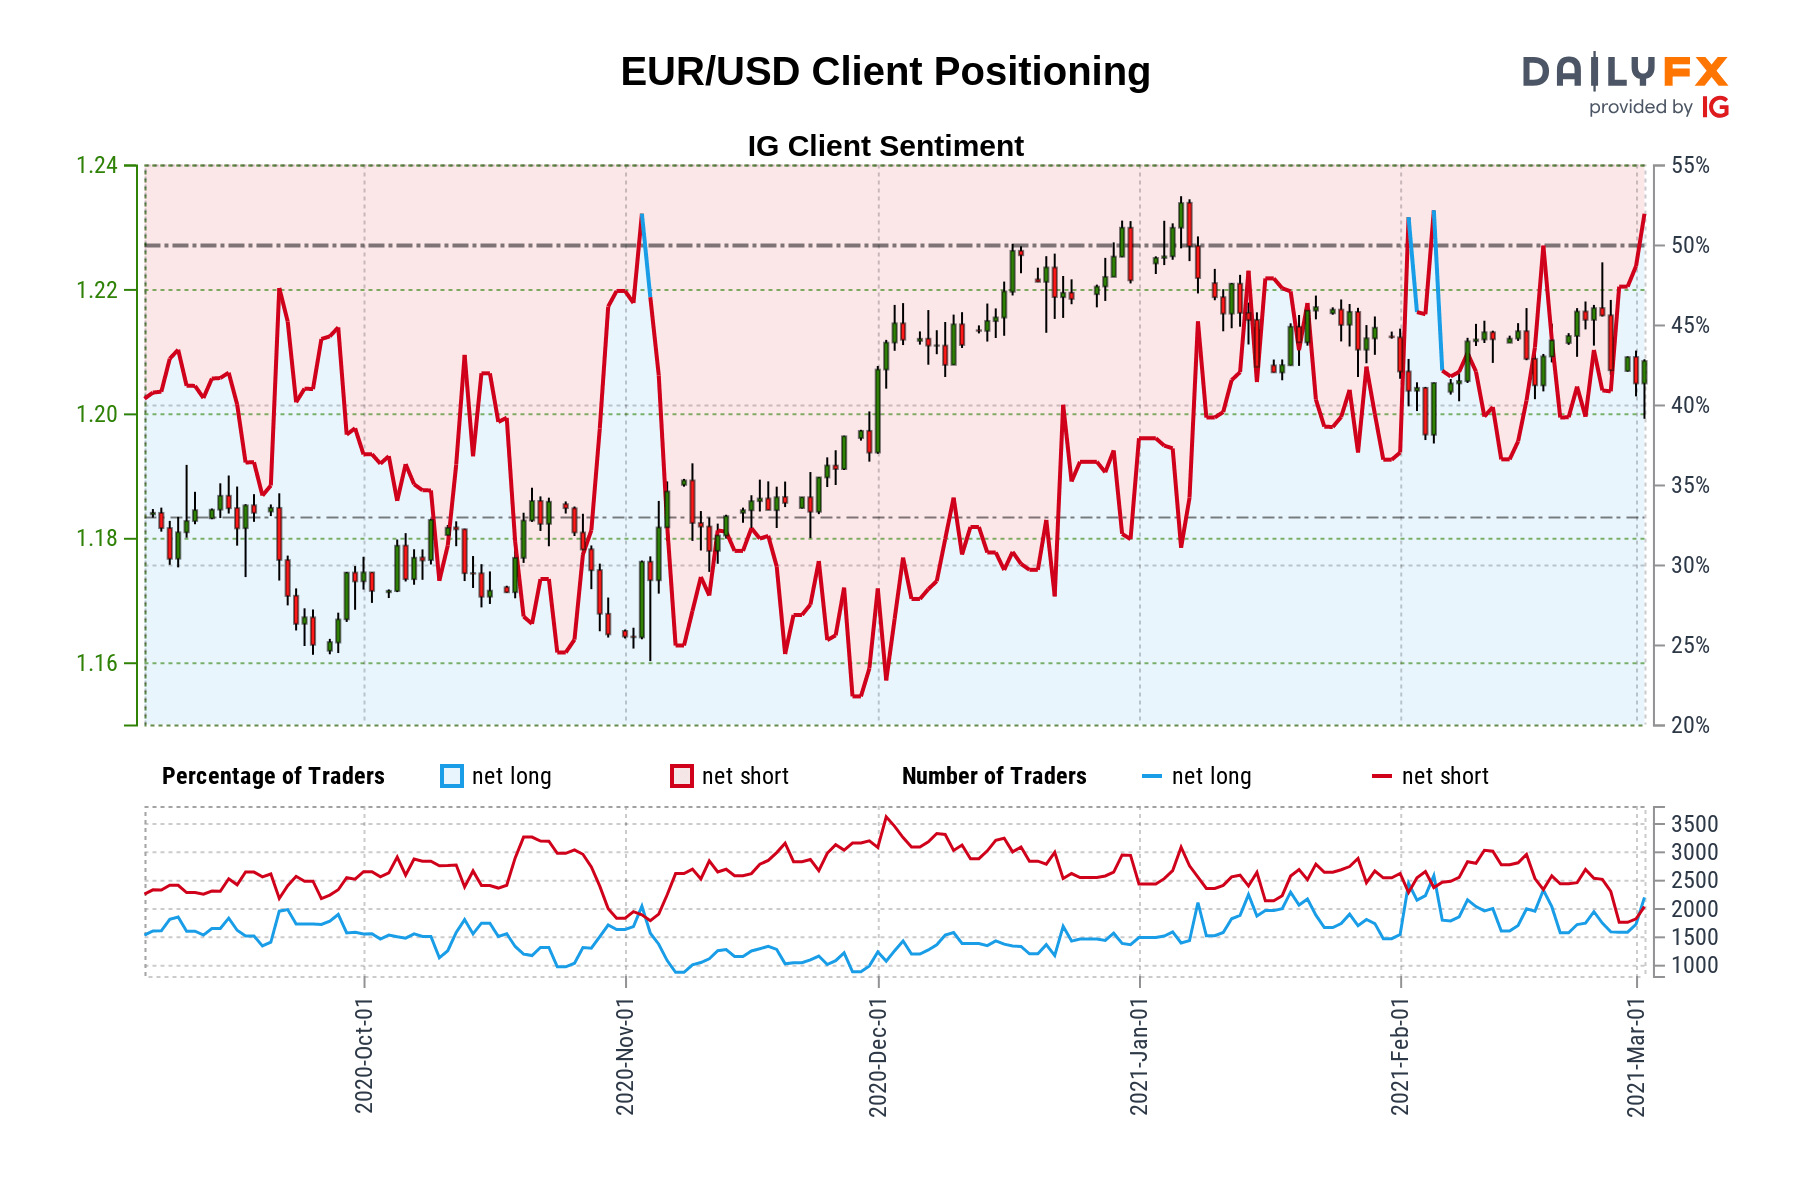 EUR/USD Client Positioning
DAILYFX
provided by IG
IG Client Sentiment
1.24
1.22
1.20
1.18
1.16
55%
50%
45%
40%
35%
30%
25%
20%
Percentage of Traders net long net short Number of Traders net long net short
3500
3000
2500
2000
1500
1000
2020-Oct-01
2020-Nov-01
2020-Dec-01
2021-Jan-01
2021-Feb-01
2021-Mar-01